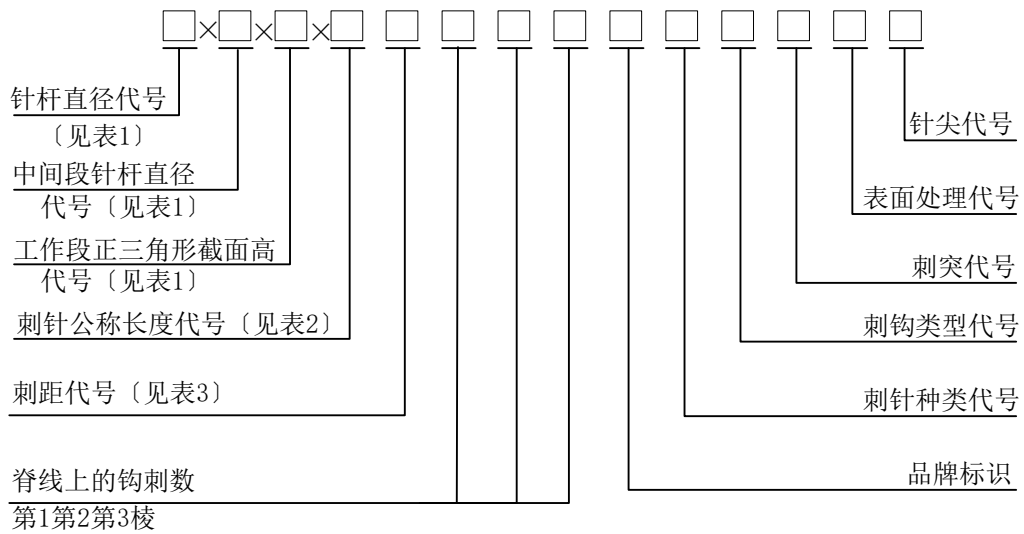 □×□×□×□ □ □ □ □ □ □ □ □ □ □
针杆直径代号
〔见表1〕
中间段针杆直径
代号〔见表1〕
工作段正三角形截面高
代号〔见表1〕
刺针公称长度代号〔见表2〕
刺距代号〔见表3〕
脊线上的钩刺数
第1第2第3棱
针尖代号
表面处理代号
刺突代号
刺钩类型代号
刺针种类代号
品牌标识